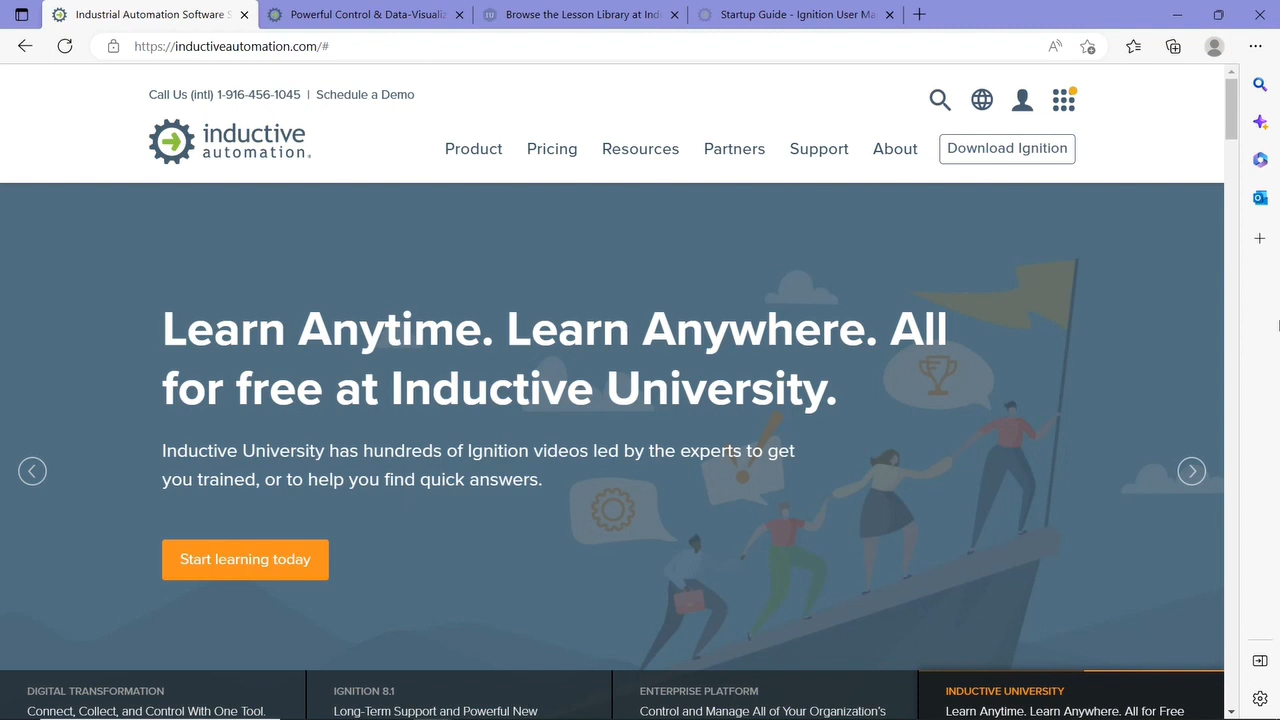 Industrial Automation Software S
Powerful Control & Data-Visualiz
Browse the Lesson Library at Ind
Startup Guide - Ignition User Ma
https://inductiveautomation.com/#
Call Us (intl) 1-916-456-1045 | Schedule a Demo
inductive
automation.
Product Pricing Resources Partners Support About Download Ignition
Learn Anytime. Learn Anywhere. All
for free at Inductive University.
Inductive University has hundreds of Ignition videos led by the experts to get
you trained, or to help you find quick answers.
Start learning today
DIGITAL TRANSFORMATION
Connect, Collect, and Control With One Tool.
IGNITION 8.1
Long-Term Support and Powerful New
ENTERPRISE PLATFORM
Control and Manage All of Your Organization's
INDUCTIVE UNIVERSITY
Learn Anytime. Learn Anywhere. All for Free